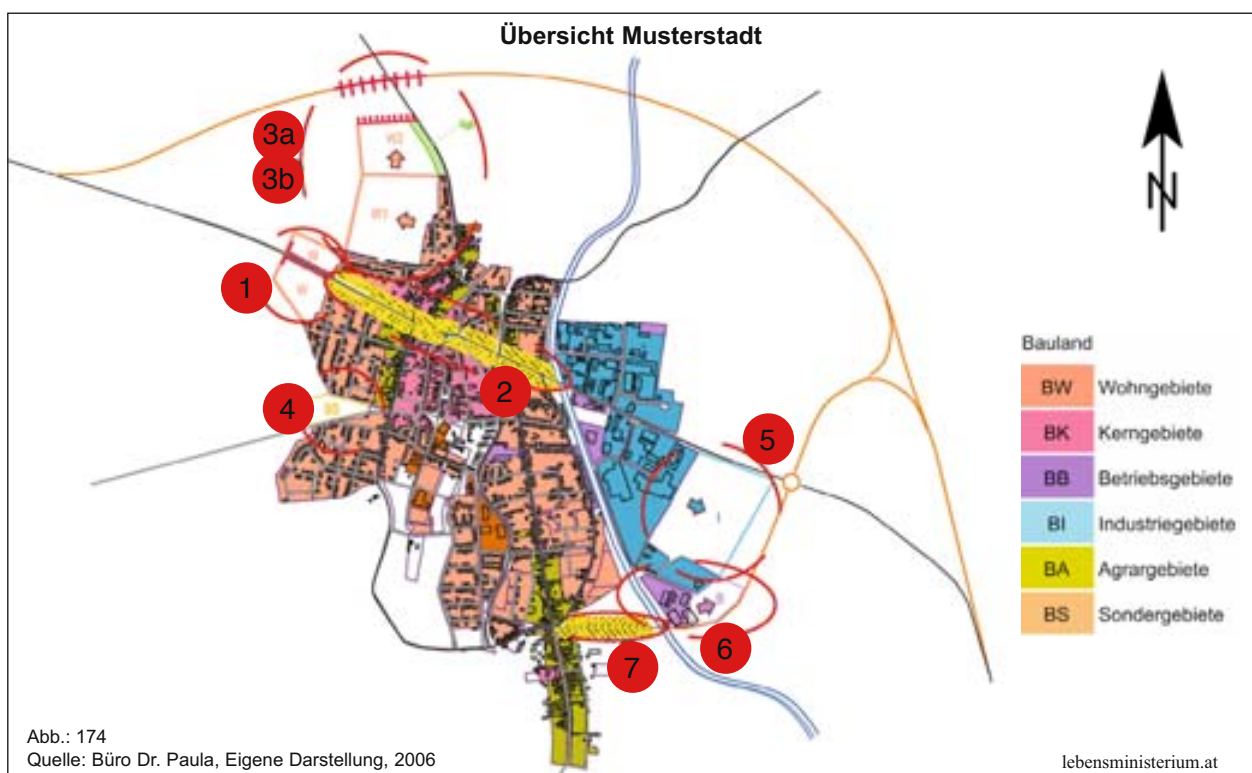 Übersicht Musterstadt
3a
3b
1
2
4
5
6
7
N
Bauland
BW Wohngebiete
BK Kerngebiete
BB Betriebsgebiete
BI Industriegebiete
BA Agrargebiete
BS Sondergebiete
Abb.: 174
Quelle: Büro Dr. Paula, Eigene Darstellung, 2006
lebensministerium.at